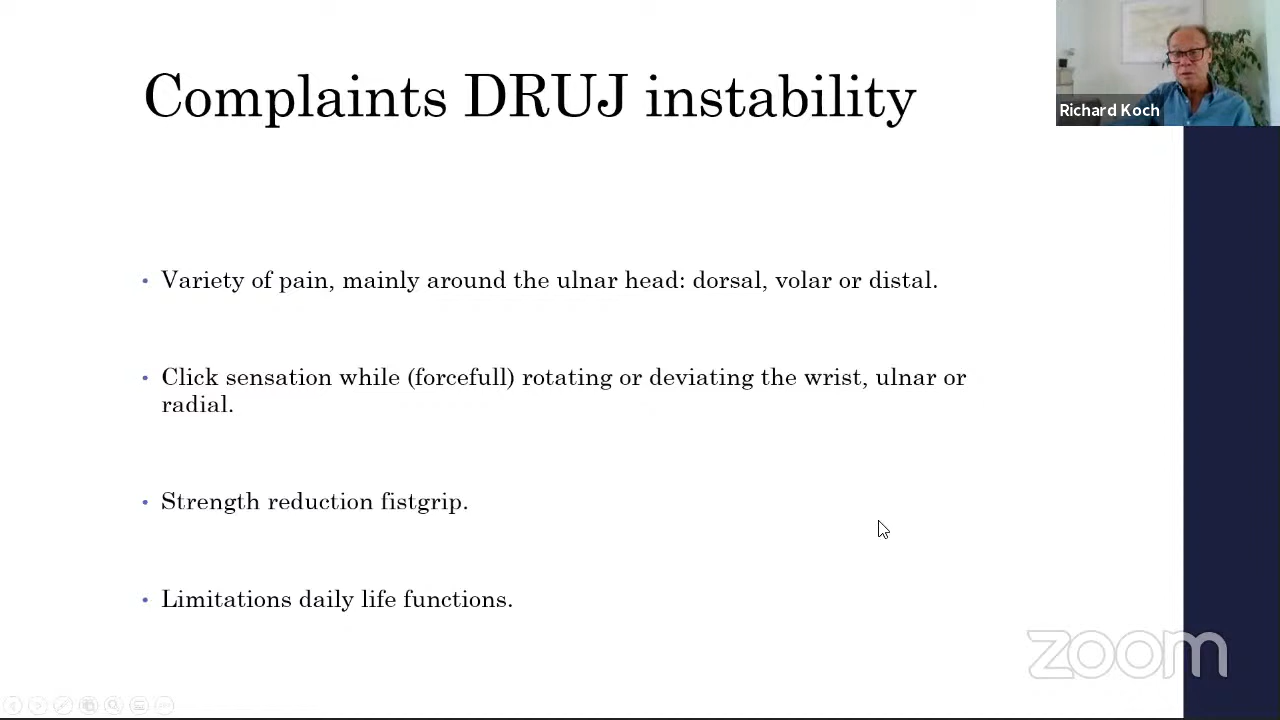 Complaints DRUJ instability
Richard Koch
• Variety of pain, mainly around the ulnar head: dorsal, volar or distal.
• Click sensation while (forcefull) rotating or deviating the wrist, ulnar or
radial.
• Strength reduction fistgrip.
• Limitations daily life functions.
zoom